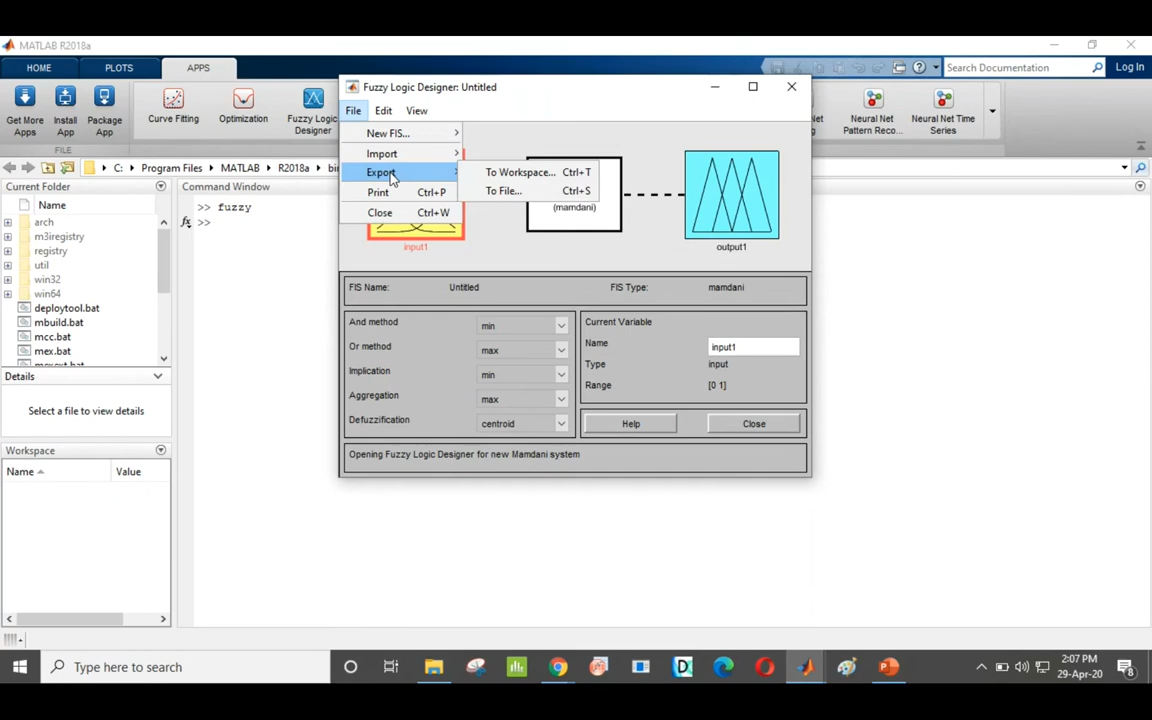 MATLAB R2018a
HOME
PLOTS
APPS
Search Documentation
Log In
Get More Apps
Install App
Package App
Curve Fitting
Optimization
Fuzzy Logic Designer
Neural Net Pattern Reco...
Neural Net Time Series
FILE
C:
Program Files
MATLAB
R2018a
Current Folder
Name
arch
m3iregistry
registry
util
win32
win64
deploytool.bat
mbuild.bat
mcc.bat
mex.bat
mexext.bat
Details
Select a file to view details
Workspace
Name
Value
Command Window
>> fuzzy
fx >>
Fuzzy Logic Designer: Untitled
File
Edit
View
New FIS...
Import
Export
Print Ctrl+P
Close Ctrl+W
To Workspace... Ctrl+T
To File... Ctrl+S
(mamdani)
input1
output1
FIS Name: Untitled
FIS Type: mamdani
And method min
Or method max
Implication min
Aggregation max
Defuzzification centroid
Current Variable
Name input1
Type input
Range [0 1]
Help
Close
Opening Fuzzy Logic Designer for new Mamdani system
Type here to search
2:07 PM
29-Apr-20
8